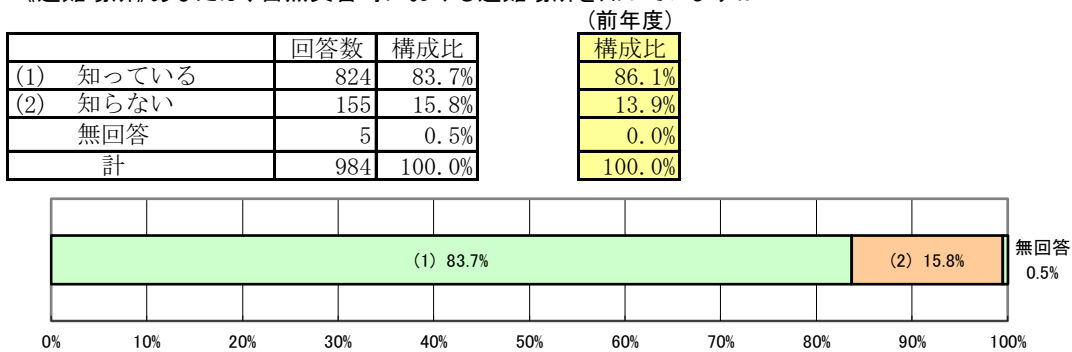 (前年度)
回答数 構成比 構成比
(1) 知っている 824 83.7% 86.1%
(2) 知らない 155 15.8% 13.9%
無回答 5 0.5% 0.0%
計 984 100.0% 100.0%
(1) 83.7% (2) 15.8% 無回答
0.5%
0% 10% 20% 30% 40% 50% 60% 70% 80% 90% 100%